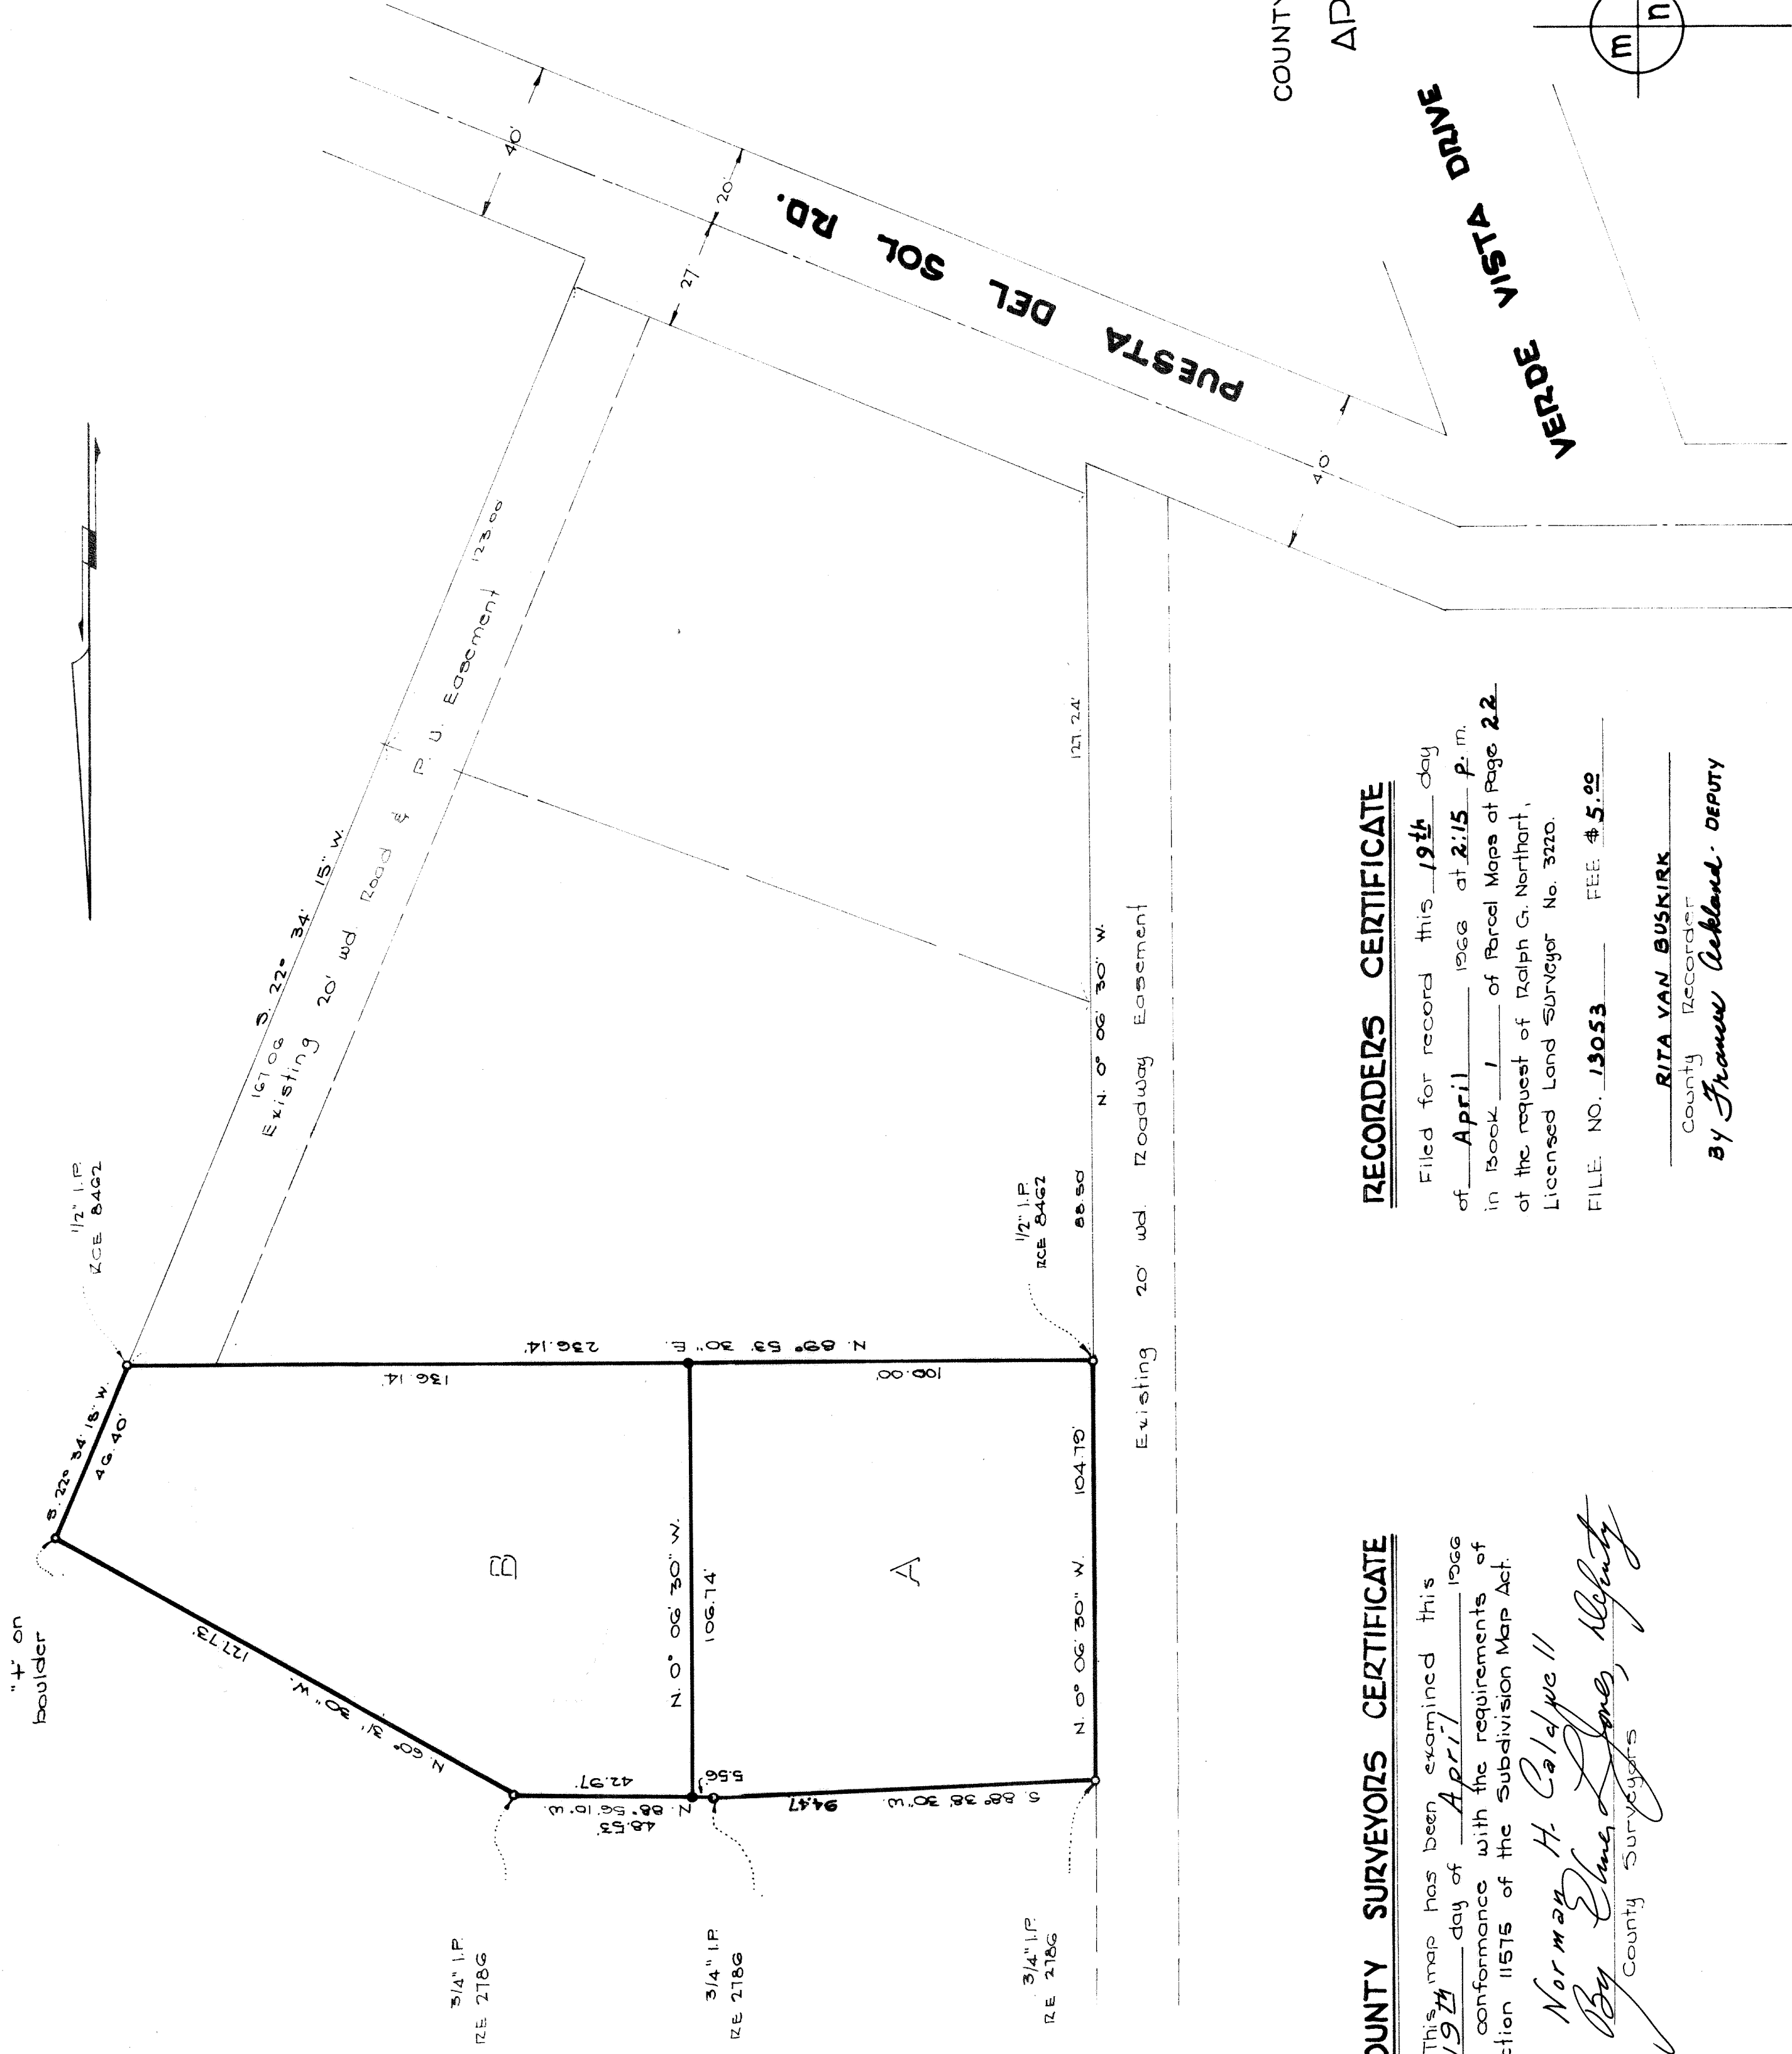 "+" on
boulder
S. 22° 34' 18" W.
46.40'
1/2" I.P.
RCE 8462
167.06 S. 22° 34' 15" W.
Existing 20' wd. Road & P.U. Easement 123.00
40'
20'
27'
PUESTA DEL SOL RD.
40'
VERDE VISTA DRIVE
COUNTY
m
n
N. 60° 31' 30" W.
127.73'
B
136.14'
N. 89° 53' 30" E. 236.14'
100.00'
N. 0° 06' 30" W.
106.74'
A
42.97'
N. 88° 56' 10" W.
48.53'
5.56'
94.47
S. 88° 38' 30" W.
3/4" I.P.
RE 2786
3/4" I.P.
RE 2786
3/4" I.P.
RE 2786
N. 0° 06' 30" W. 104.79'
1/2" I.P.
RCE 8462
88.50'
N. 0° 06' 30" W.
127.24'
Existing 20' wd. Roadway Easement
OUNTY SURVEYORS CERTIFICATE
This map has been examined this
19th day of April 1966
conformance with the requirements of
ction 11575 of the Subdivision Map Act.
Norman H. Caldwell
By Elmer L Jones, Deputy
County Surveyors
RECORDERS CERTIFICATE
Filed for record this 19th day
of April 1966 at 2:15 P.m.
in Book 1 of Parcel Maps at Page 22
at the request of Ralph G. Northart,
Licensed Land Surveyor No. 3220.
FILE NO. 13053 FEE $5.00
RITA VAN BUSKIRK
County Recorder
By Frances Ackland - DEPUTY